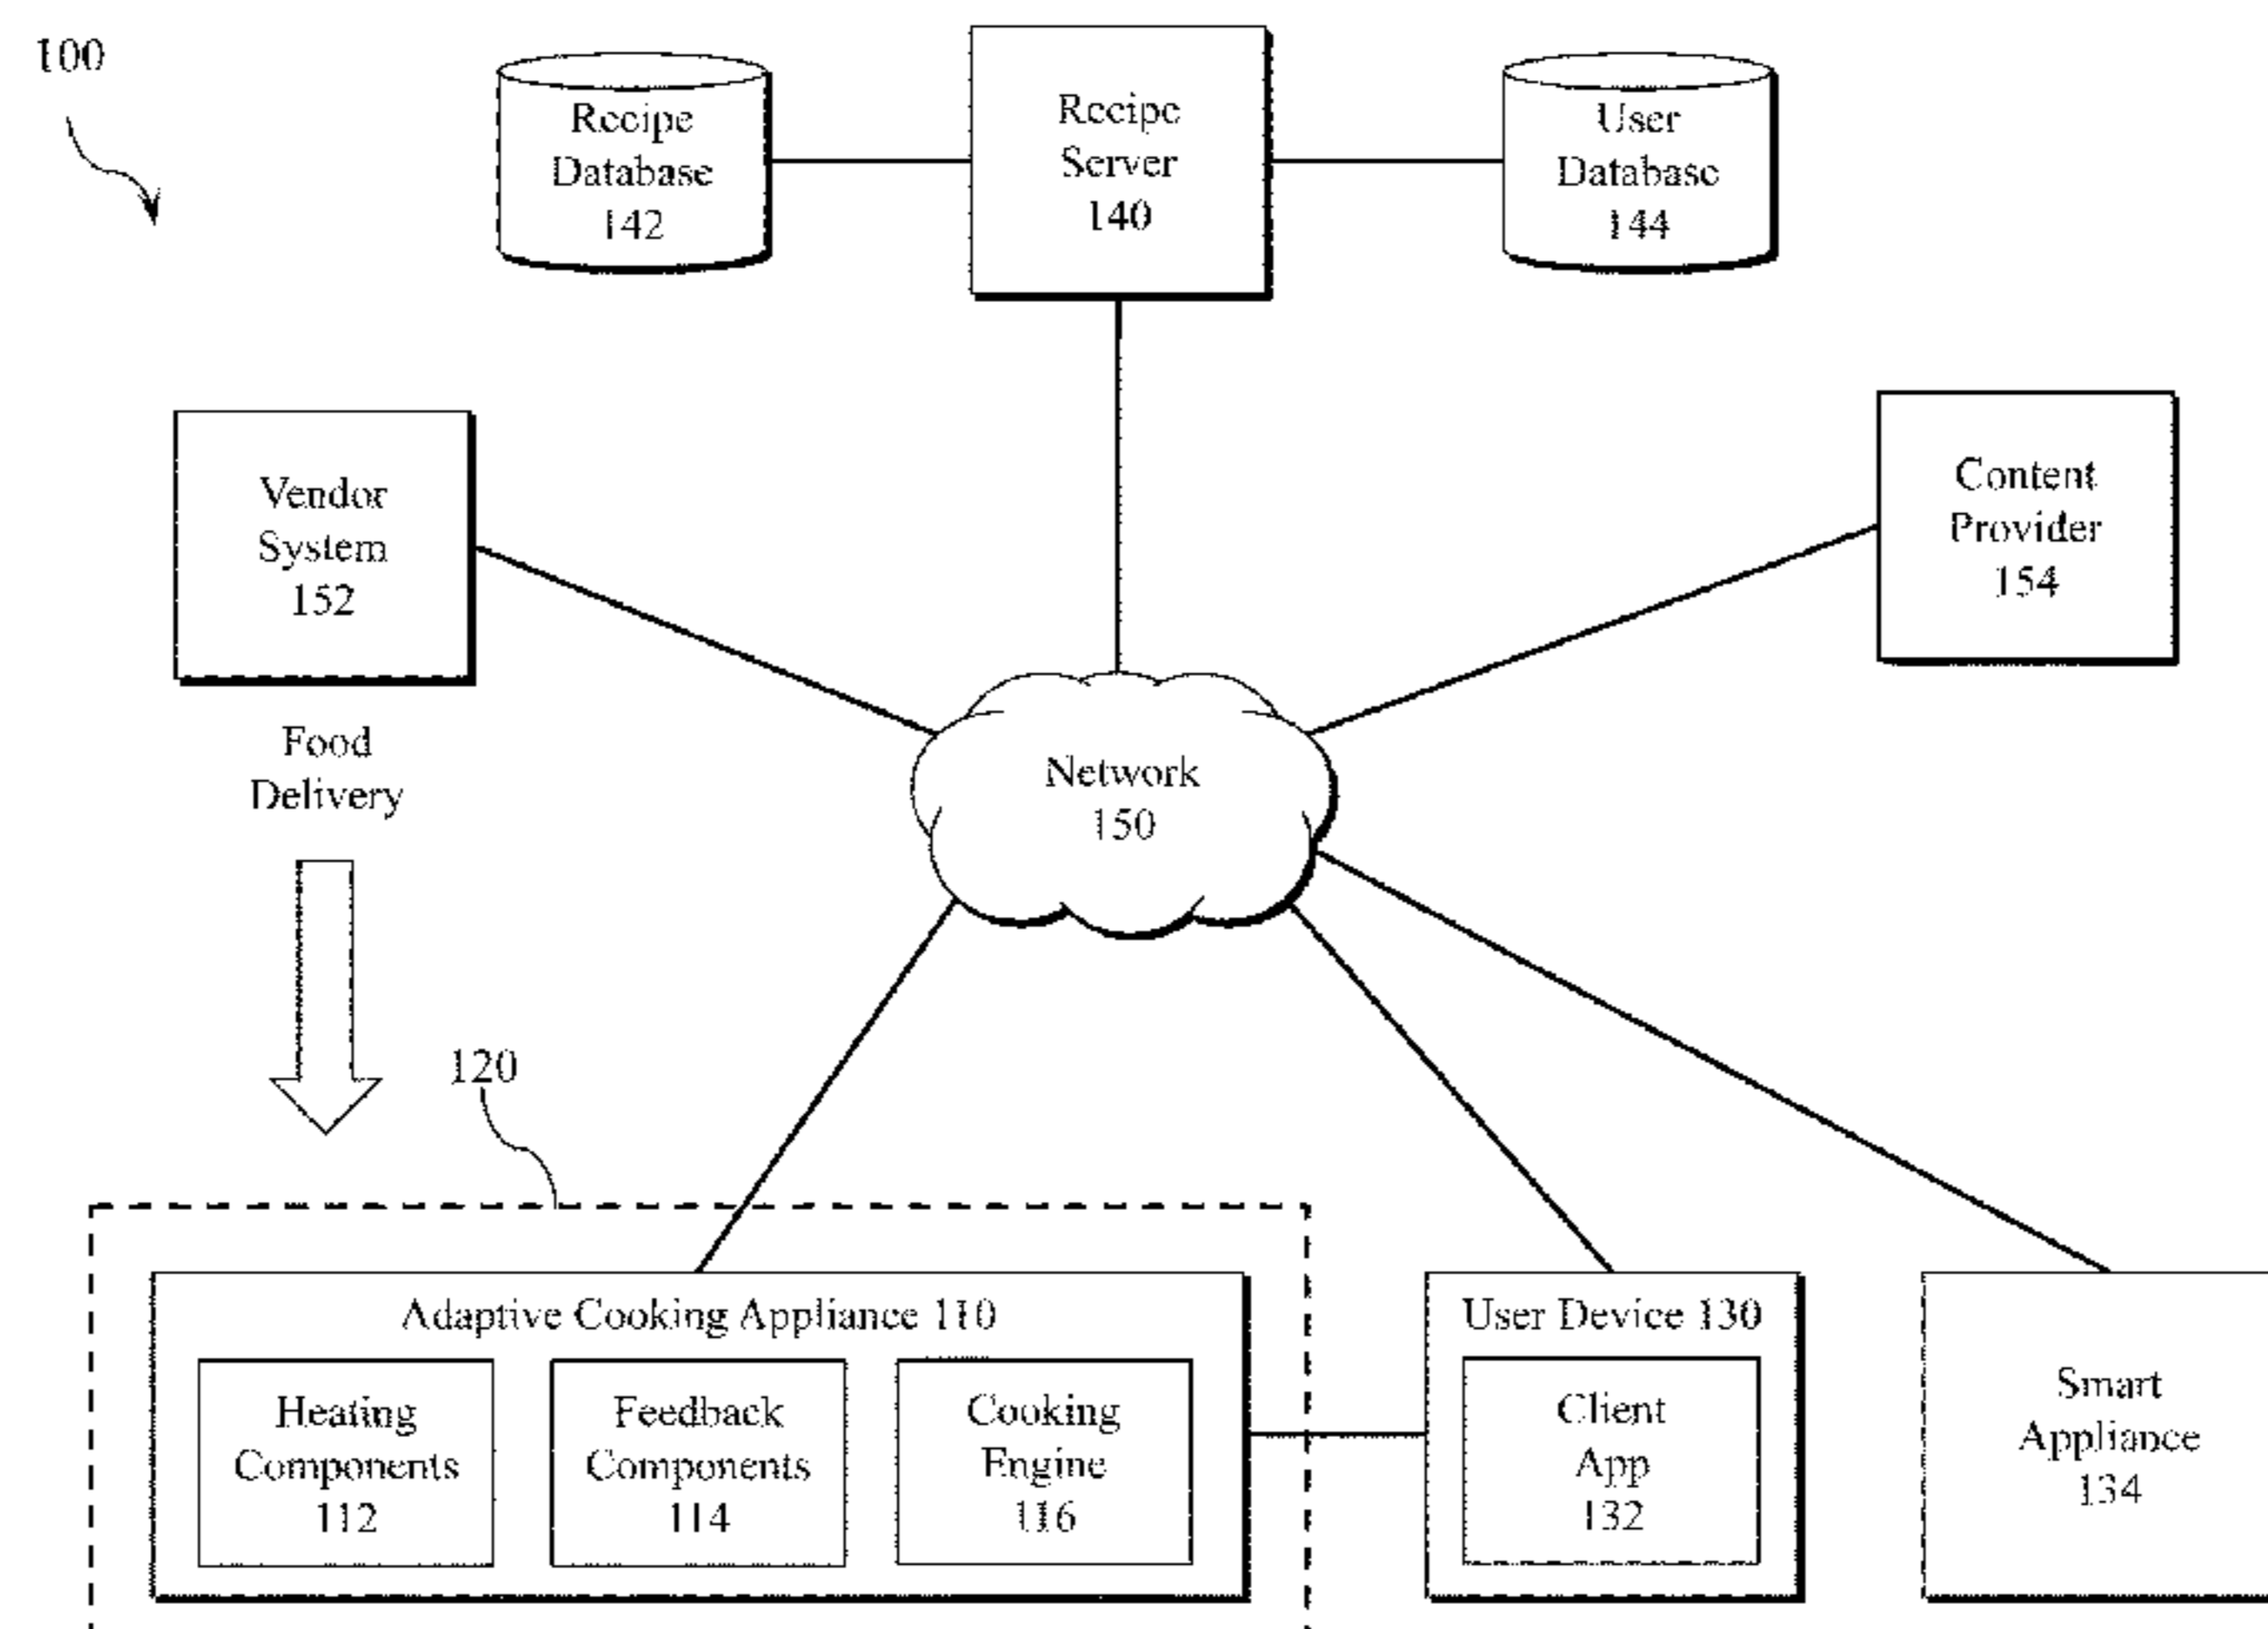 100
Recipe
Database
142
Recipe
Server
140
User
Database
144
Vendor
System
152
Content
Provider
154
Food
Delivery
Network
150
120
Adaptive Cooking Appliance 110
Heating
Components
112
Feedback
Components
114
Cooking
Engine
116
User Device 130
Client
App
132
Smart
Appliance
134